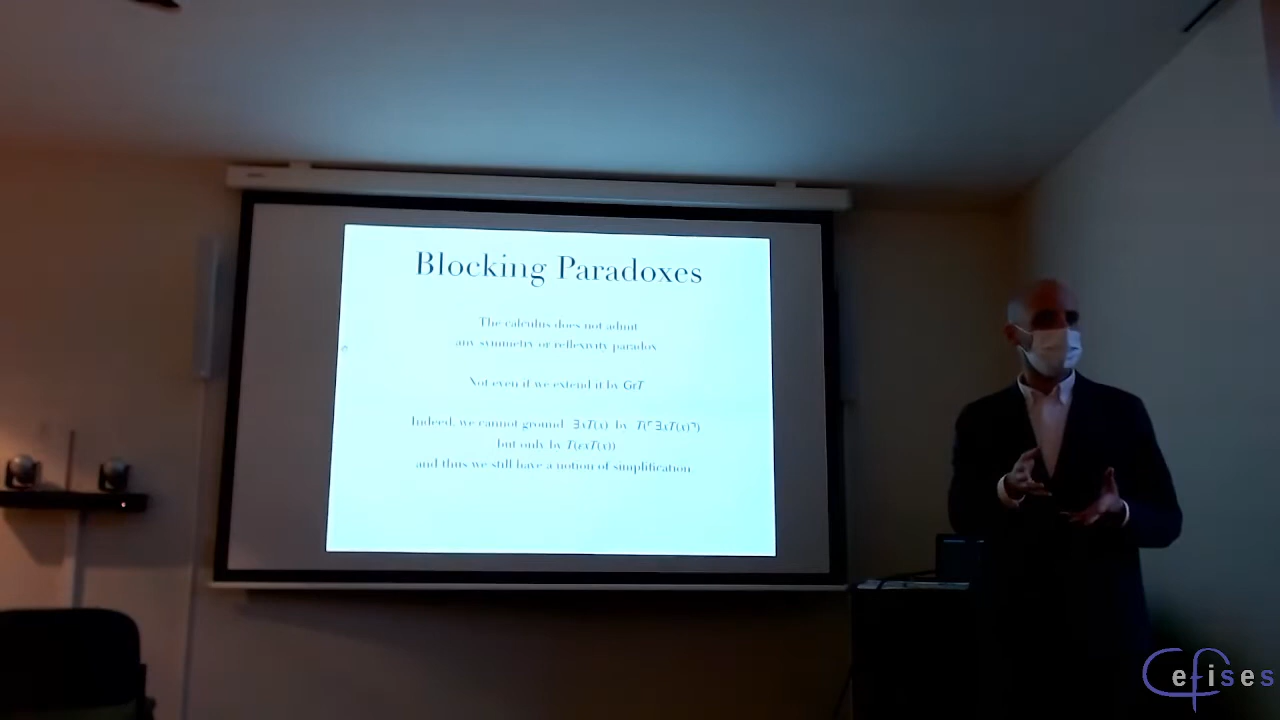 Blocking Paradoxes
The calculus does not admit
any symmetry or reflexivity paradox
Not even if we extend it by GrT
Indeed, we cannot ground ∃xT(x) by T(⌜∃xT(x)⌝)
but only by T(εxT(x))
and thus we still have a notion of simplification
Cefises